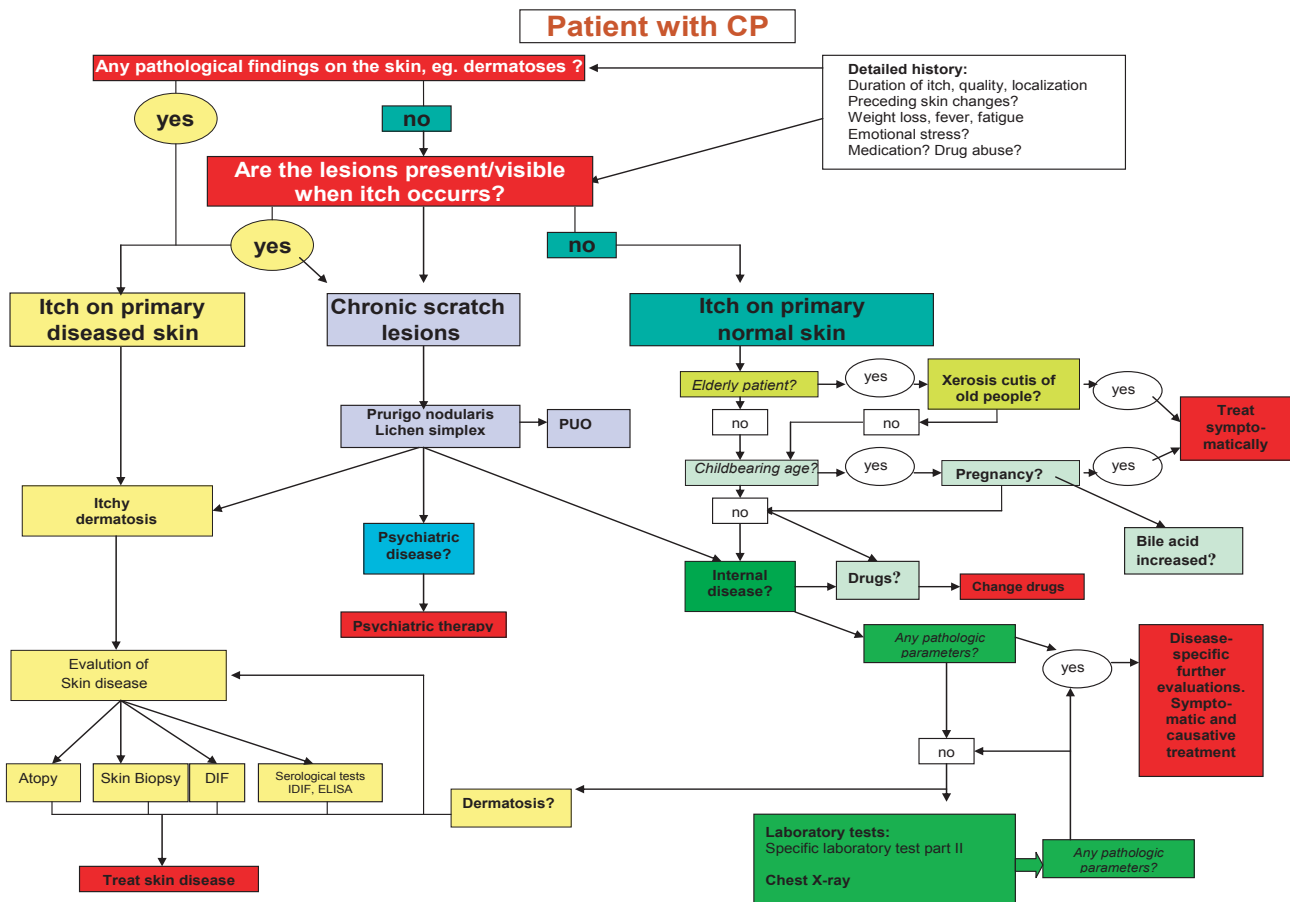 Patient with CP
Any pathological findings on the skin, eg. dermatoses ?
Detailed history:
Duration of itch, quality, localization
Preceding skin changes?
Weight loss, fever, fatigue
Emotional stress?
Medication? Drug abuse?
yes
no
Are the lesions present/visible
when itch occurrs?
yes
no
Itch on primary
diseased skin
Chronic scratch
lesions
Itch on primary
normal skin
Elderly patient?
yes
Xerosis cutis of
old people?
yes
Treat
sympto-
matically
Prurigo nodularis
Lichen simplex
PUO
no
no
Childbearing age?
yes
Pregnancy?
yes
Itchy
dermatosis
no
Psychiatric
disease?
Bile acid
increased?
Internal
disease?
Drugs?
Change drugs
Psychiatric therapy
Any pathologic
parameters?
yes
Disease-
specific
further
evaluations.
Sympto-
matic and
causative
treatment
Evalution of
Skin disease
no
Atopy
Skin Biopsy
DIF
Serological tests
IDIF, ELISA
Dermatosis?
Laboratory tests:
Specific laboratory test part II
Chest X-ray
Any pathologic
parameters?
Treat skin disease